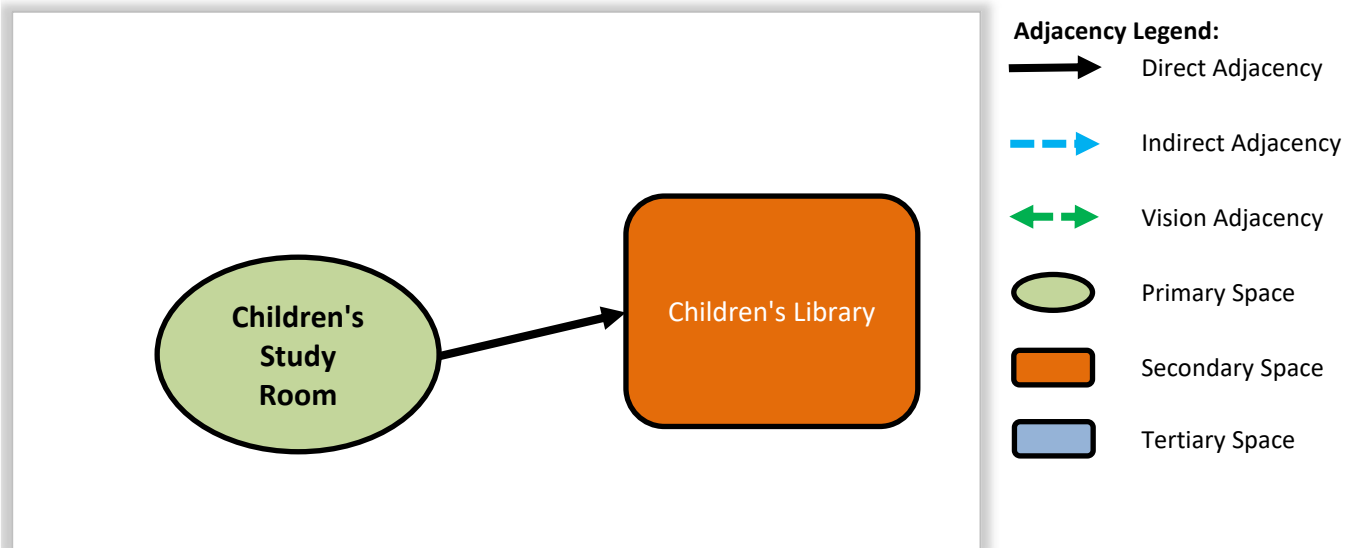 Children's
Study
Room
Children's Library
Adjacency Legend:
Direct Adjacency
Indirect Adjacency
Vision Adjacency
Primary Space
Secondary Space
Tertiary Space